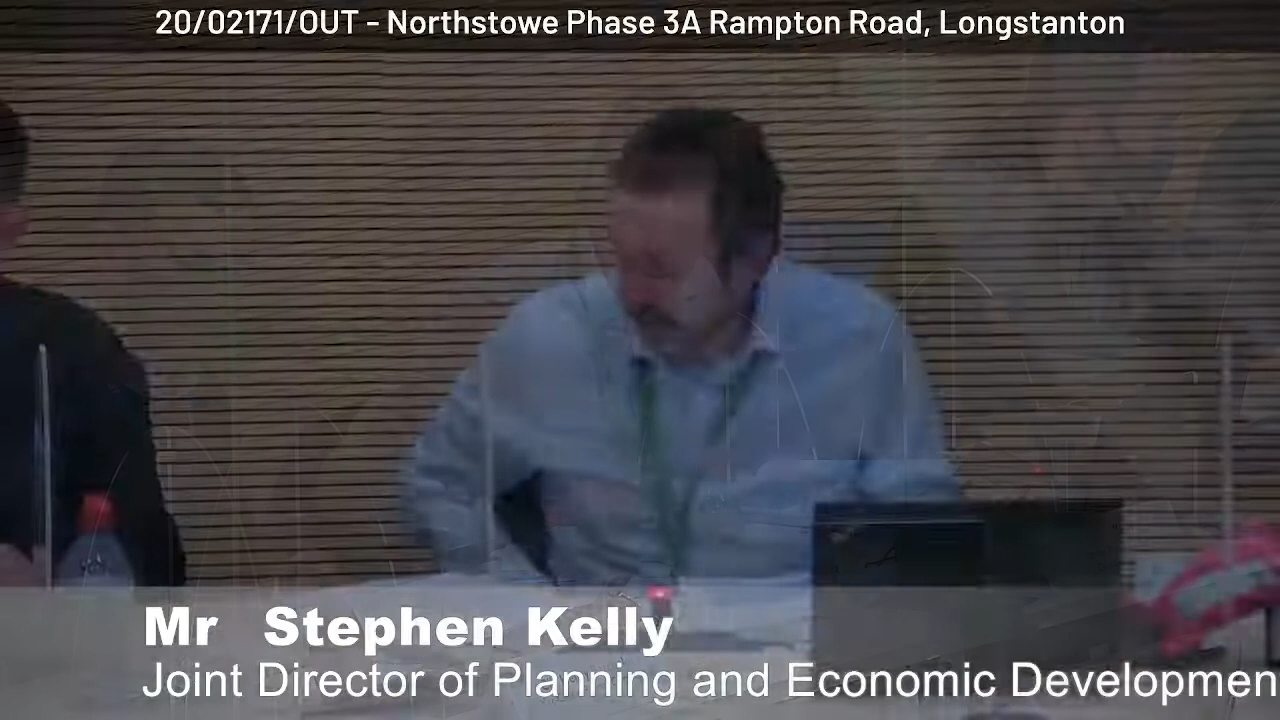 20/02171/OUT - Northstowe Phase 3A Rampton Road, Longstanton
Mr Stephen Kelly
Joint Director of Planning and Economic Developmen